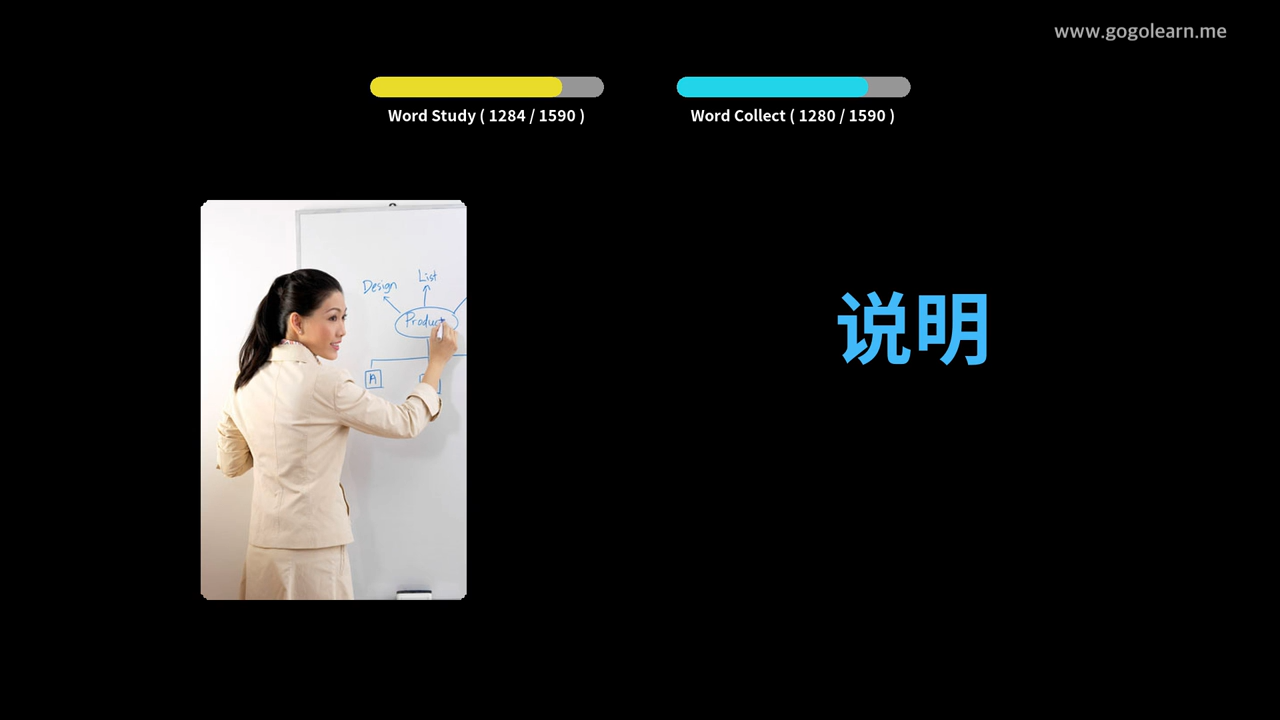 www.gogolearn.me
Word Study ( 1284 / 1590 )
Word Collect ( 1280 / 1590 )
List
Design
Product
说明
A